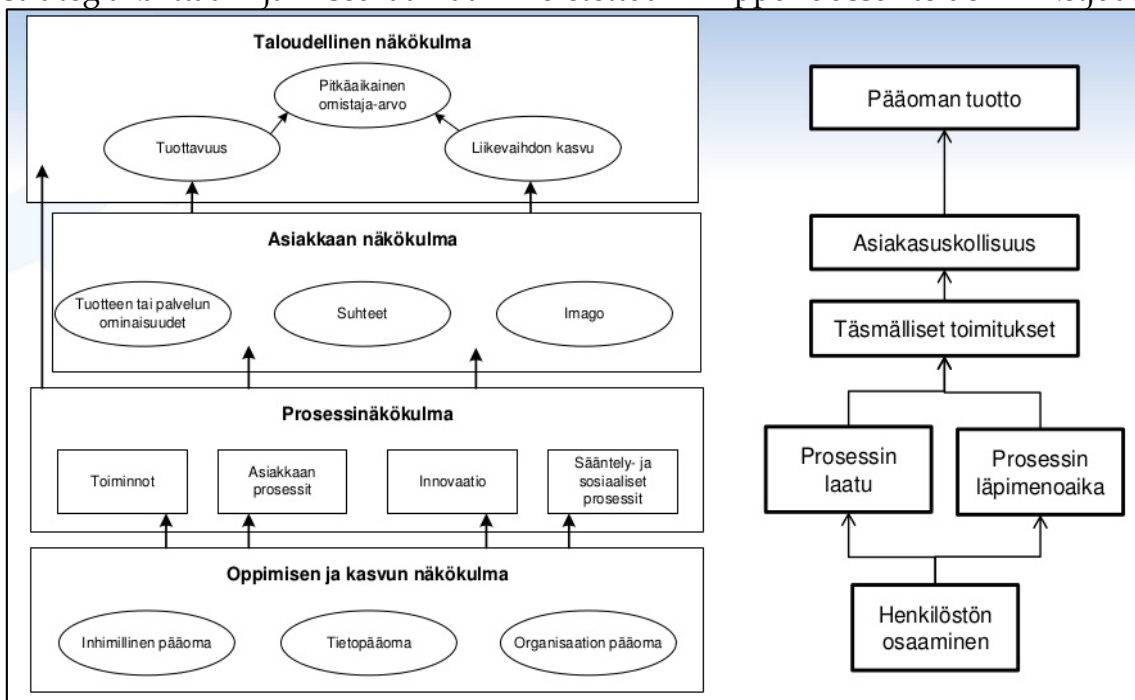 Taloudellinen näkökulma
Pitkäaikainen
omistaja-arvo
Tuottavuus
Liikevaihdon kasvu
Asiakkaan näkökulma
Tuotteen tai palvelun
ominaisuudet
Suhteet
Imago
Prosessinäkökulma
Toiminnot
Asiakkaan
prosessit
Innovaatio
Sääntely- ja
sosiaaliset
prosessit
Oppimisen ja kasvun näkökulma
Inhimillinen pääoma
Tietopääoma
Organisaation pääoma
Pääoman tuotto
Asiakasuskollisuus
Täsmälliset toimitukset
Prosessin
laatu
Prosessin
läpimenoaika
Henkilöstön
osaaminen